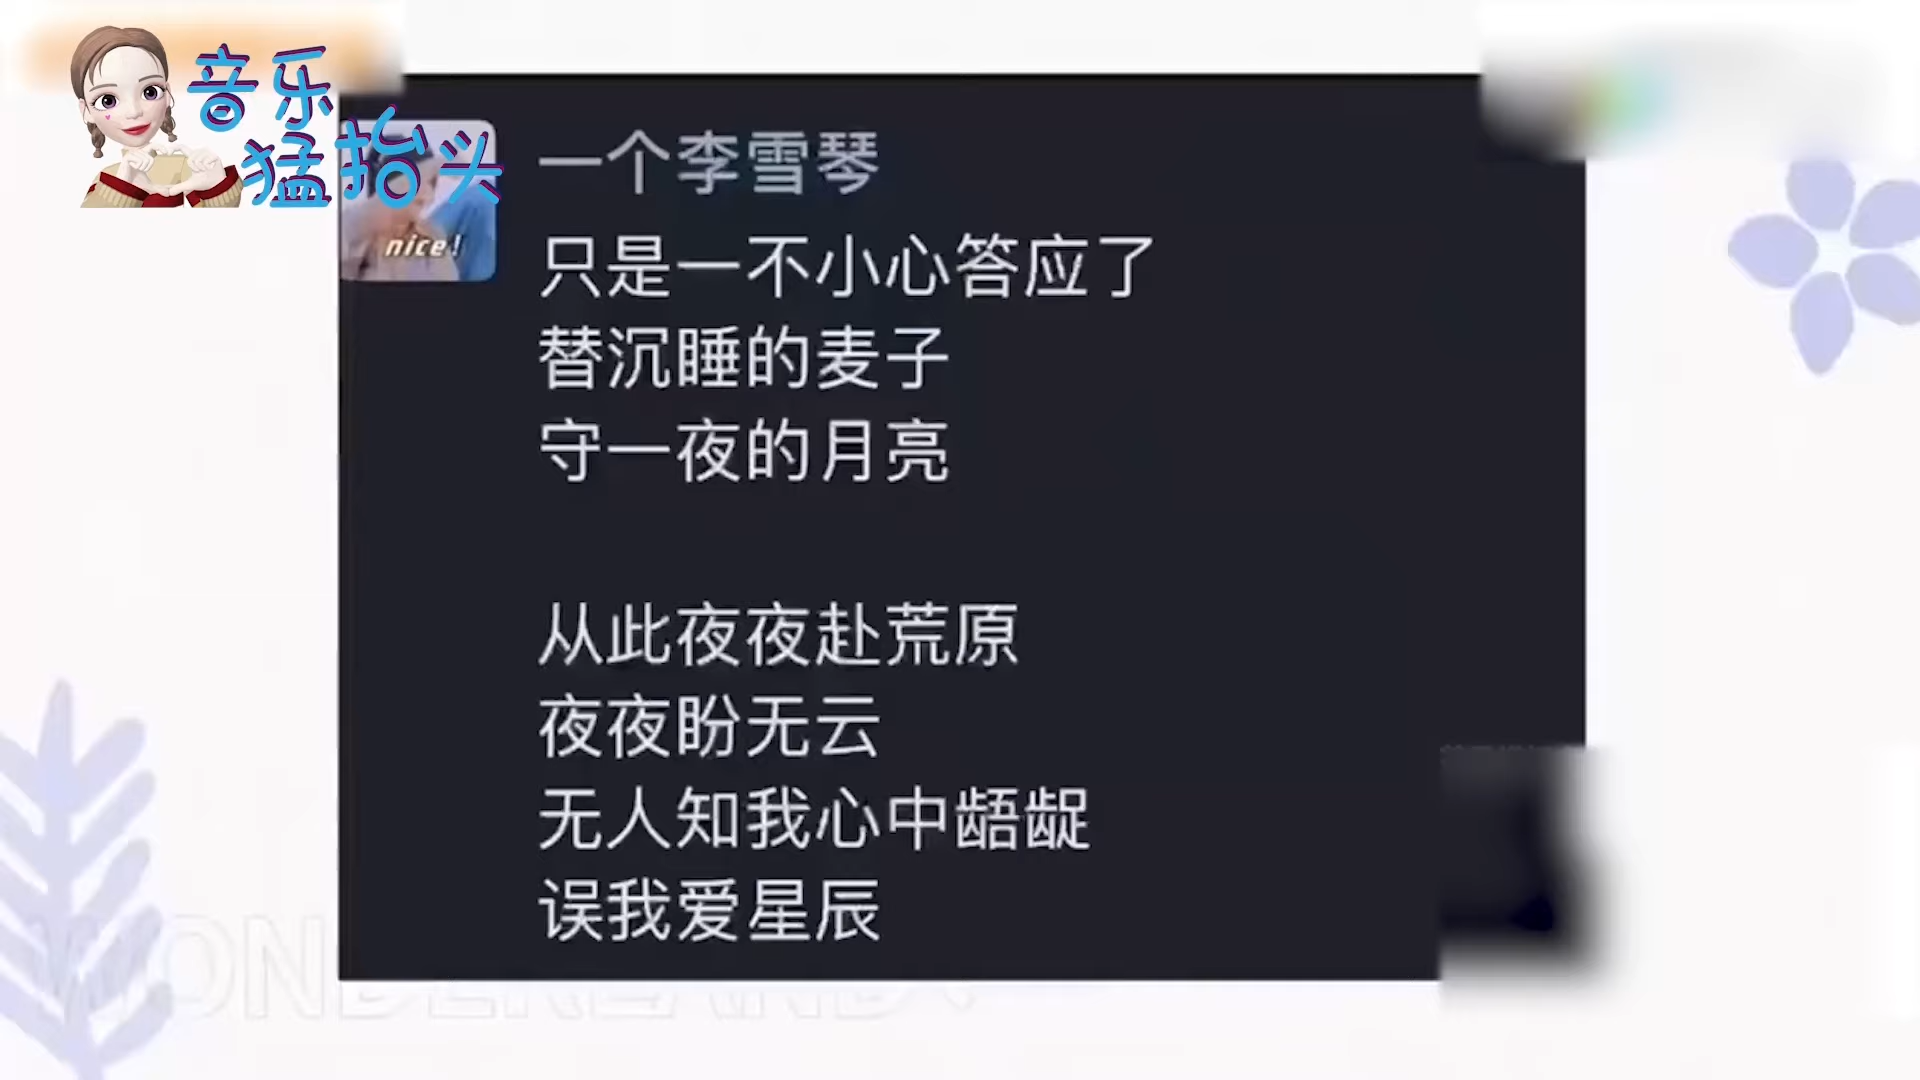 音乐
猛抬头
nice!
一个李雪琴
只是一不小心答应了
替沉睡的麦子
守一夜的月亮
从此夜夜赴荒原
夜夜盼无云
无人知我心中龉龊
误我爱星辰
WONDERLAND